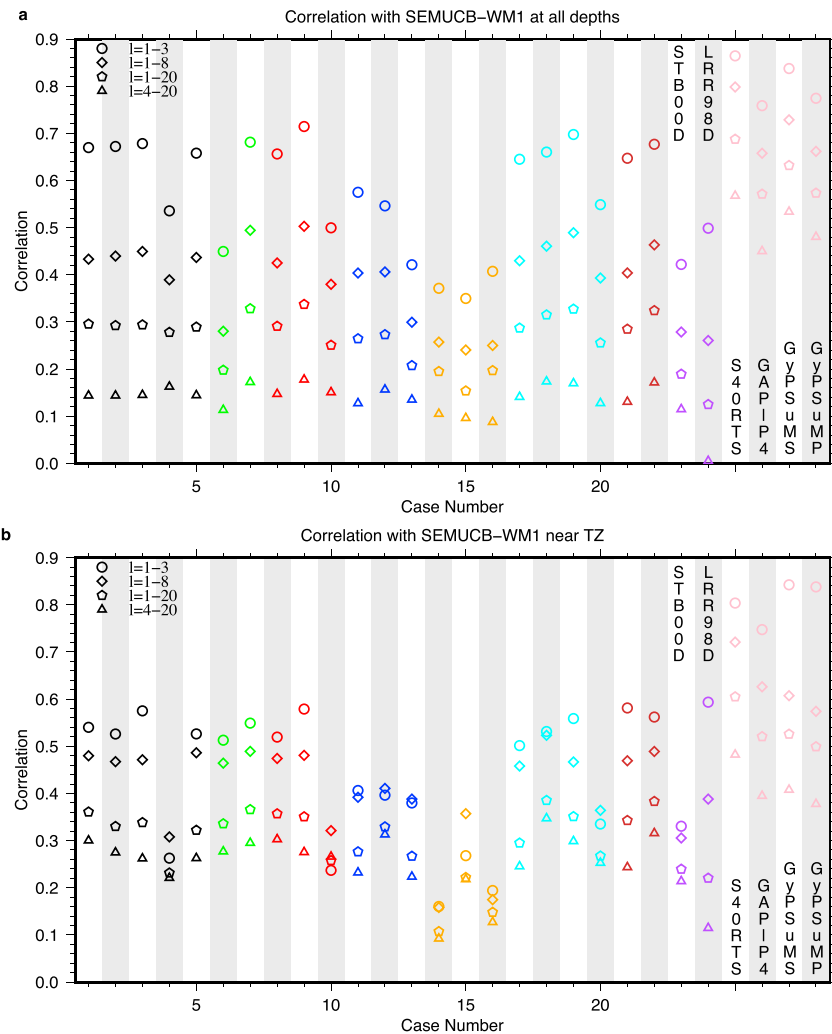 a
Correlation with SEMUCB−WM1 at all depths
0.9
0.8
0.7
0.6
0.5
0.4
0.3
0.2
0.1
0.0
Correlation
l=1−3
l=1−8
l=1−20
l=4−20
STB00D
LRR98D
S40RTS
GAPlP4
GyPSuMS
GyPSuMP
5
10
15
20
Case Number
b
Correlation with SEMUCB−WM1 near TZ
0.9
0.8
0.7
0.6
0.5
0.4
0.3
0.2
0.1
0.0
Correlation
l=1−3
l=1−8
l=1−20
l=4−20
STB00D
LRR98D
S40RTS
GAPlP4
GyPSuMS
GyPSuMP
5
10
15
20
Case Number